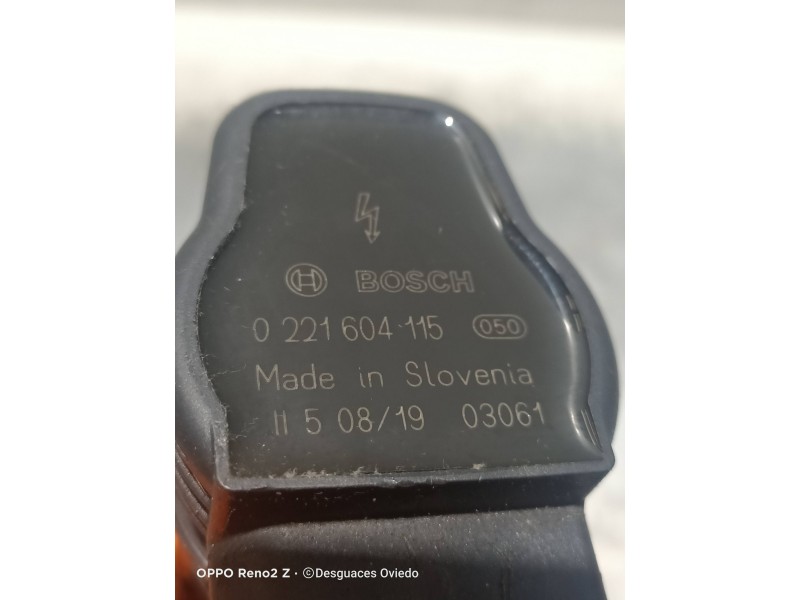 BOSCH
0 221 604 115 050
Made in Slovenia
11 5 08/19 03061
OPPO Reno2 Z · ©Desguaces Oviedo